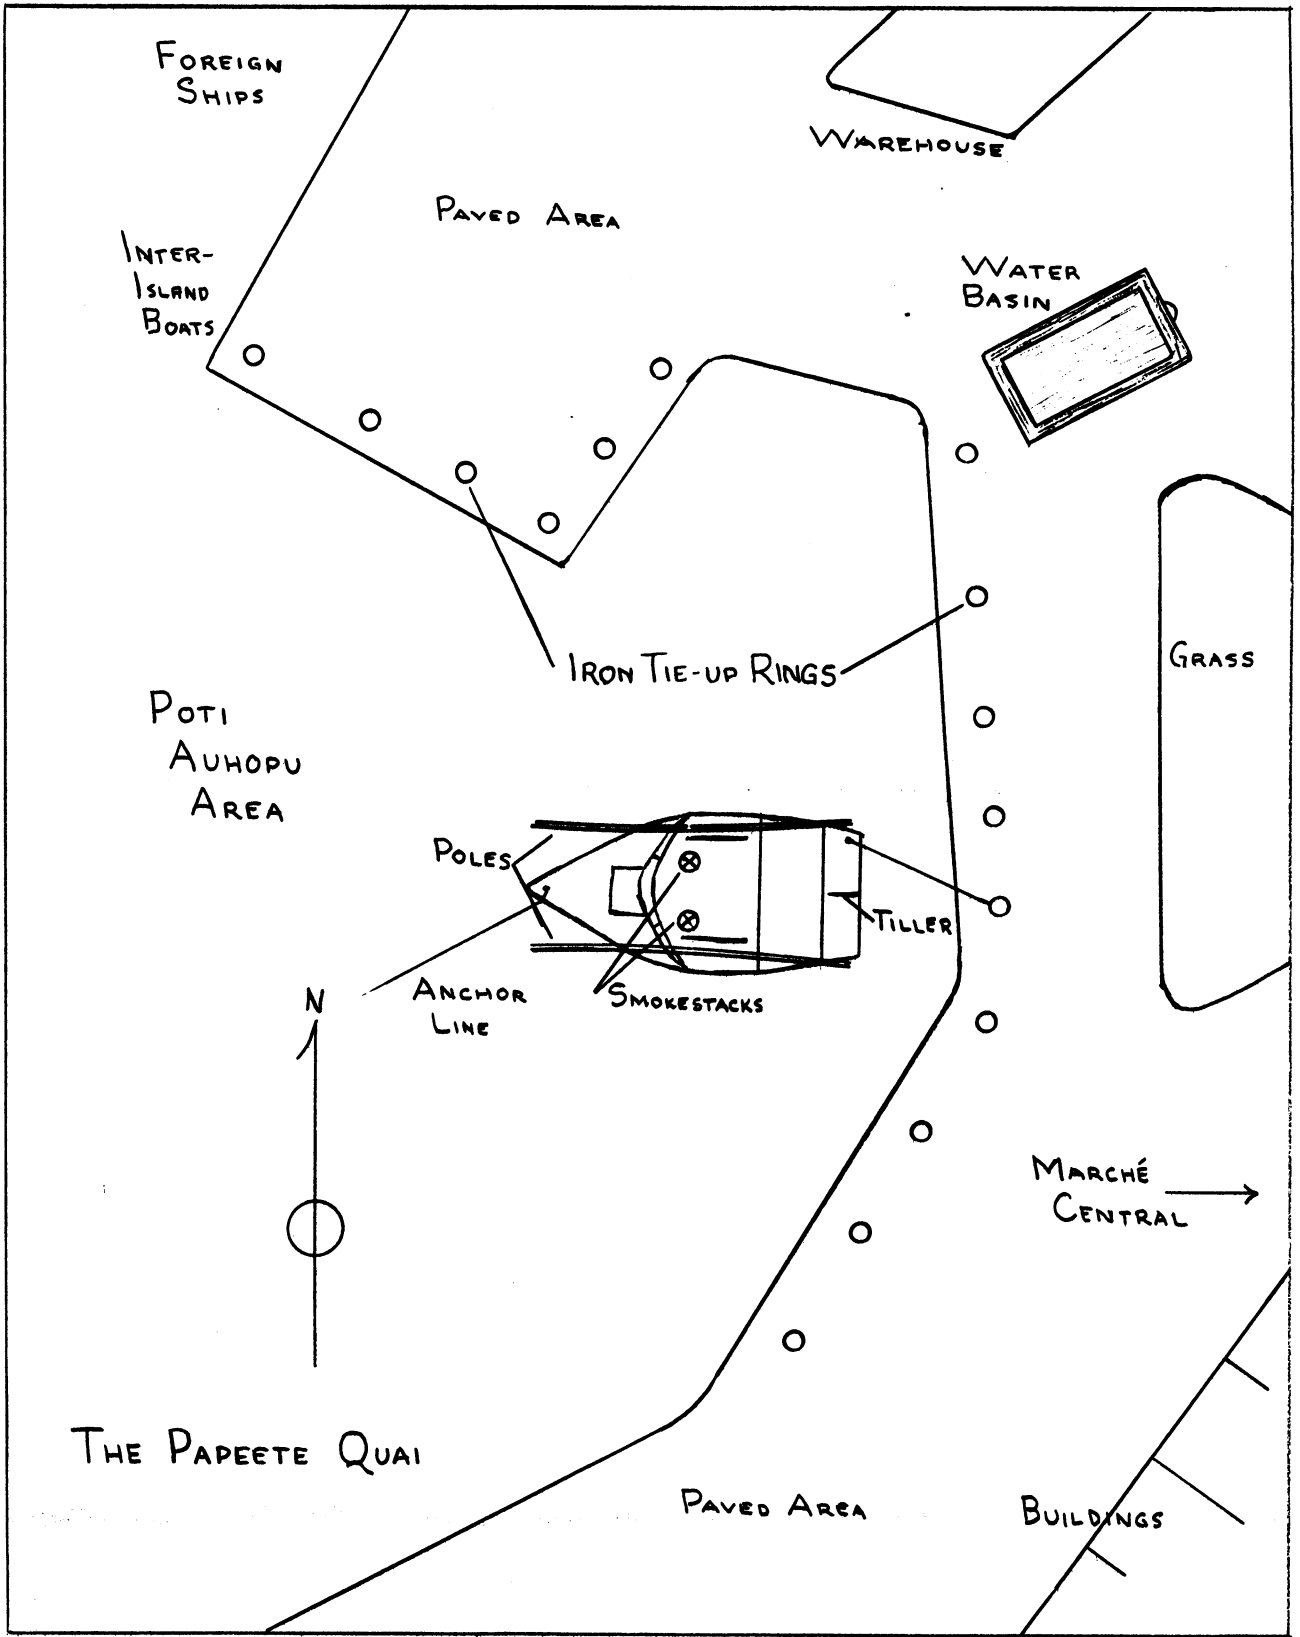 FOREIGN
SHIPS
WAREHOUSE
PAVED AREA
INTER-
ISLAND
BOATS
WATER
BASIN
IRON TIE-UP RINGS
GRASS
POTI
AUHOPU
AREA
POLES
TILLER
ANCHOR
LINE
SMOKESTACKS
N
MARCHÉ
CENTRAL
THE PAPEETE QUAI
PAVED AREA
BUILDINGS